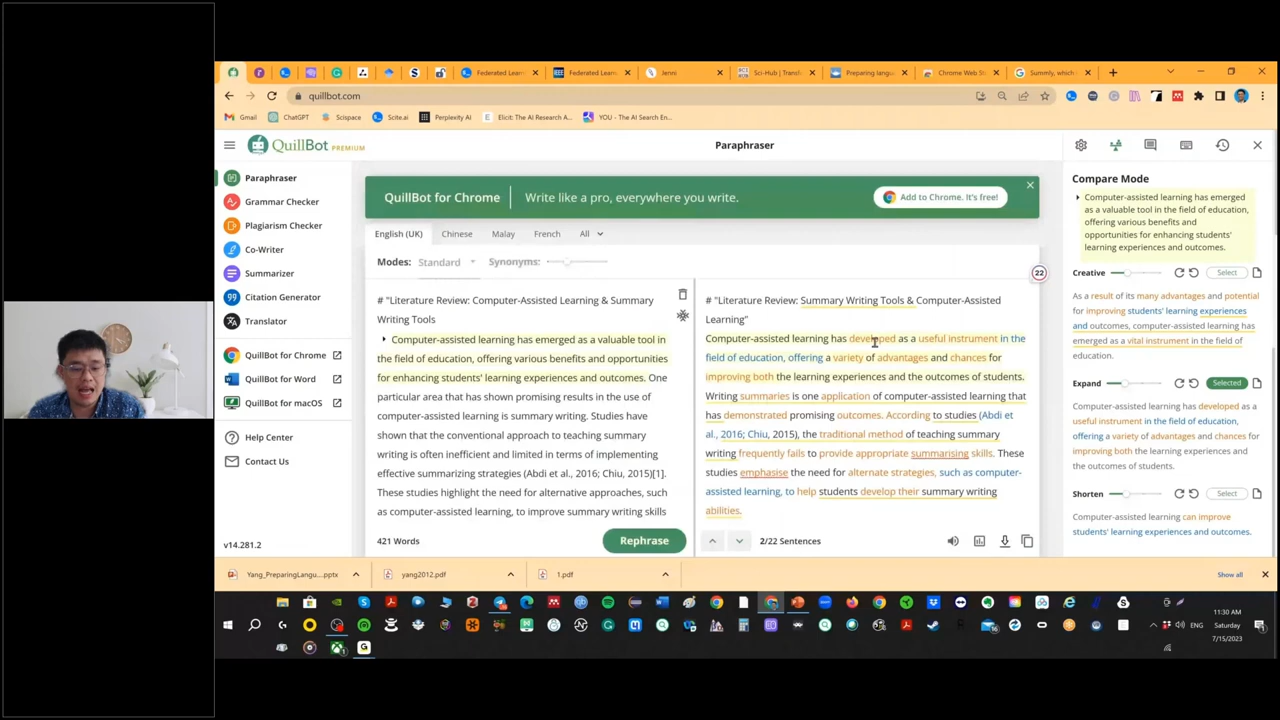 Federated Learn
Federated Learn
Jenni
Sci-Hub | Transf
Preparing langu
Chrome Web St
Summly, which
quillbot.com
Gmail
ChatGPT
Scispace
Scite.ai
Perplexity AI
Elicit: The AI Research A...
YOU - The AI Search En...
QuillBot PREMIUM
Paraphraser
Paraphraser
Grammar Checker
Plagiarism Checker
Co-Writer
Summarizer
Citation Generator
Translator
QuillBot for Chrome
QuillBot for Word
QuillBot for macOS
Help Center
Contact Us
v14.281.2
QuillBot for Chrome
Write like a pro, everywhere you write.
Add to Chrome. It's free!
English (UK)
Chinese
Malay
French
All
Modes: Standard
Synonyms:
# "Literature Review: Computer-Assisted Learning & Summary
Writing Tools
Computer-assisted learning has emerged as a valuable tool in
the field of education, offering various benefits and opportunities
for enhancing students' learning experiences and outcomes. One
particular area that has shown promising results in the use of
computer-assisted learning is summary writing. Studies have
shown that the conventional approach to teaching summary
writing is often inefficient and limited in terms of implementing
effective summarizing strategies (Abdi et al., 2016; Chiu, 2015)[1].
These studies highlight the need for alternative approaches, such
as computer-assisted learning, to improve summary writing skills
421 Words
Rephrase
22
# "Literature Review: Summary Writing Tools & Computer-Assisted
Learning"
Computer-assisted learning has developed as a useful instrument in the
field of education, offering a variety of advantages and chances for
improving both the learning experiences and the outcomes of students.
Writing summaries is one application of computer-assisted learning that
has demonstrated promising outcomes. According to studies (Abdi et
al., 2016; Chiu, 2015), the traditional method of teaching summary
writing frequently fails to provide appropriate summarising skills. These
studies emphasise the need for alternate strategies, such as computer-
assisted learning, to help students develop their summary writing
abilities.
2/22 Sentences
Compare Mode
Computer-assisted learning has emerged
as a valuable tool in the field of education,
offering various benefits and
opportunities for enhancing students'
learning experiences and outcomes.
Creative
Select
As a result of its many advantages and potential
for improving students' learning experiences
and outcomes, computer-assisted learning has
emerged as a vital instrument in the field of
education.
Expand
Selected
Computer-assisted learning has developed as a
useful instrument in the field of education,
offering a variety of advantages and chances for
improving both the learning experiences and
the outcomes of students.
Shorten
Select
Computer-assisted learning can improve
students' learning experiences and outcomes.
Yang_PreparingLangu....pptx
yang2012.pdf
1.pdf
Show all
11:30 AM
Saturday
7/15/2023
ENG